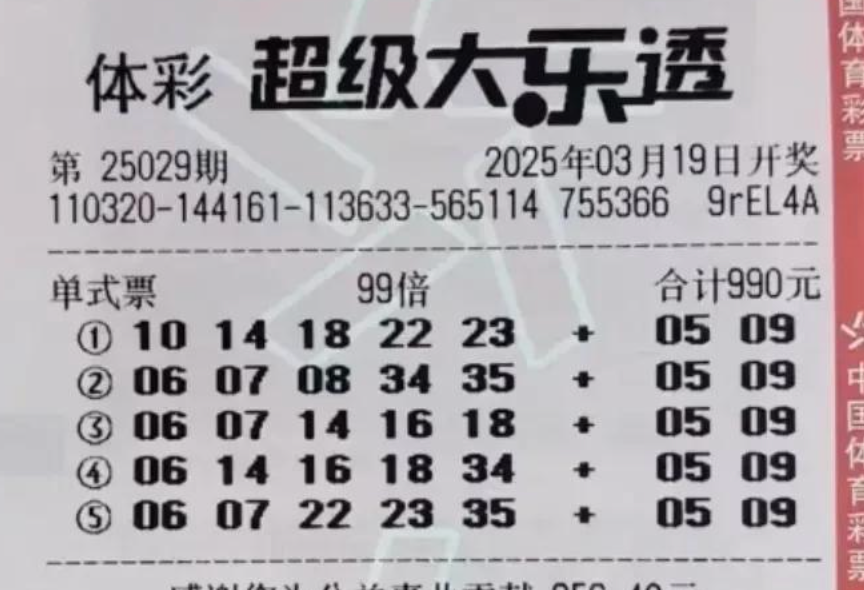 体彩 超级大乐透
第 25029期 2025年03月19日开奖
110320-144161-113633-565114 755366 9rEL4A
单式票 99倍 合计990元
① 10 14 18 22 23 + 05 09
② 06 07 08 34 35 + 05 09
③ 06 07 14 16 18 + 05 09
④ 06 14 16 18 34 + 05 09
⑤ 06 07 22 23 35 + 05 09
国体育彩票
中国体育彩票